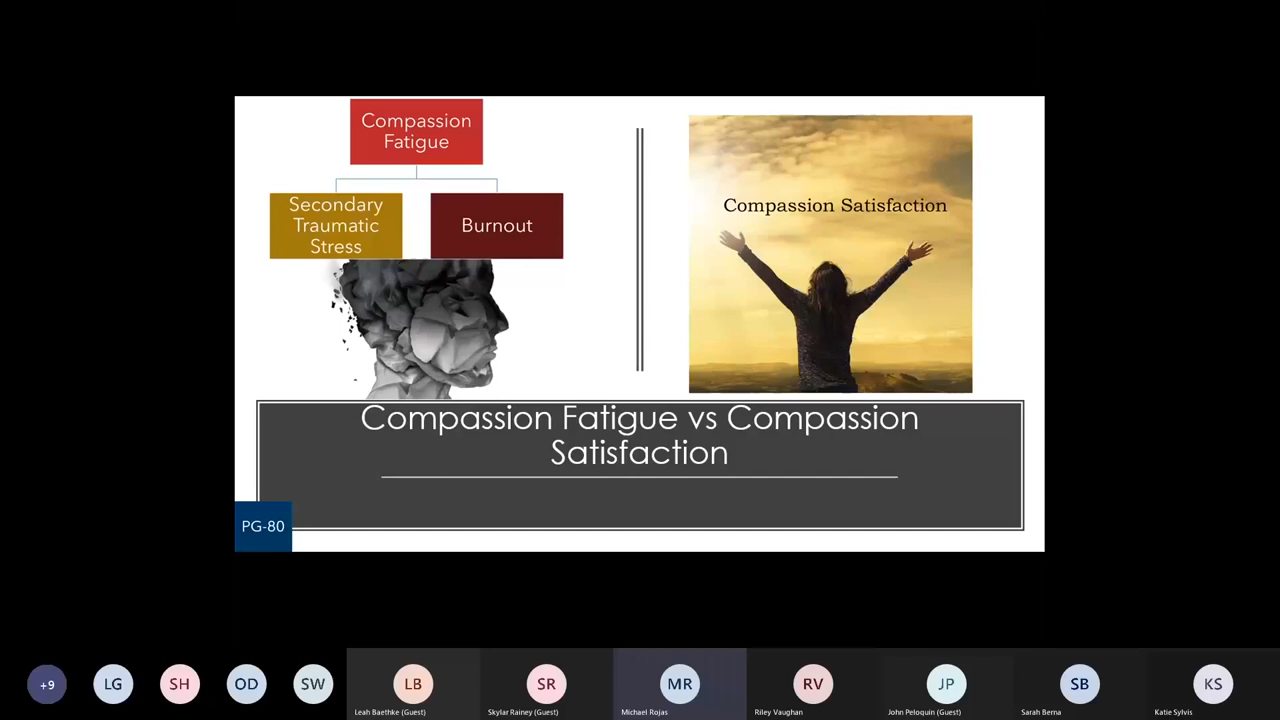 Compassion
Fatigue
Secondary
Traumatic
Stress
Burnout
Compassion Satisfaction
Compassion Fatigue vs Compassion
Satisfaction
PG-80
+9
LG
SH
OD
SW
LB
Leah Baethke (Guest)
SR
Skylar Rainey (Guest)
MR
Michael Rojas
RV
Riley Vaughan
JP
John Peloquin (Guest)
SB
Sarah Berna
KS
Katie Sylvis